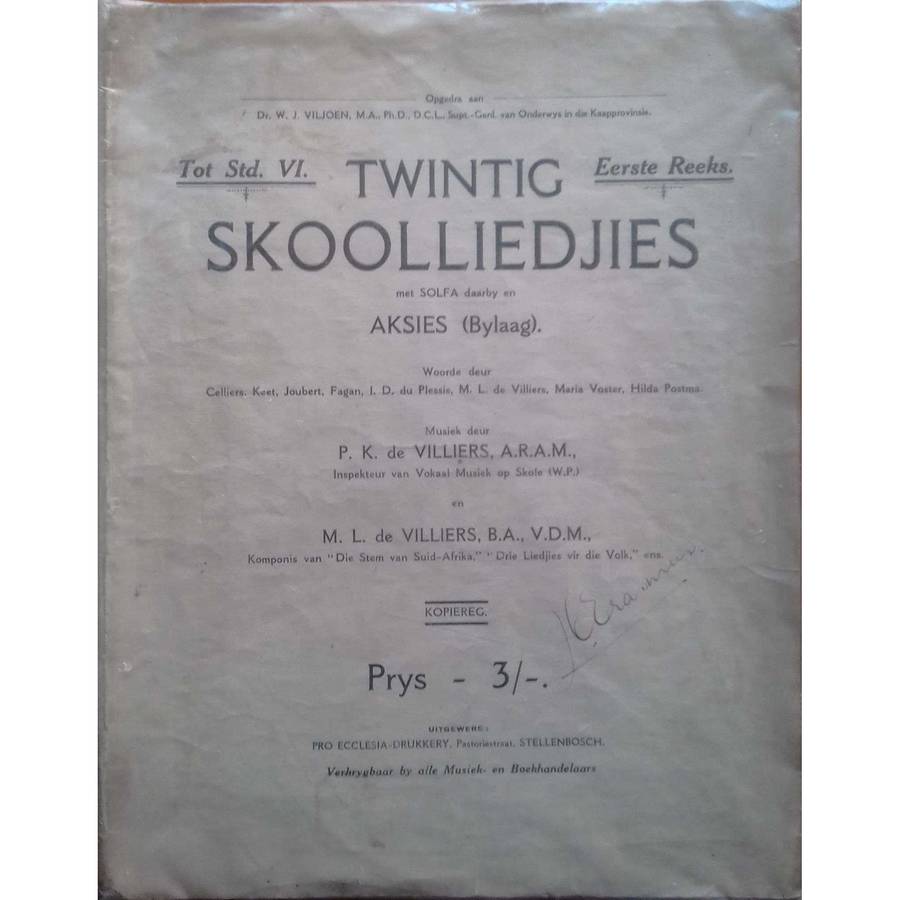 Opgedra aan
Dr. W. J. VILJOEN, M.A., Ph.D., D.C.L., Supt.-Genl. van Onderwys in die Kaapprovinsie.
Tot Std. VI. TWINTIG Eerste Reeks.
SKOOLLIEDJIES
met SOLFA daarby en
AKSIES (Bylaag).
Woorde deur
Celliers, Keet, Joubert, Fagan, I. D. du Plessis, M. L. de Villiers, Maria Voster, Hilda Postma.
Musiek deur
P. K. de VILLIERS, A.R.A.M.,
Inspekteur van Vokaal Musiek op Skole (W.P.)
en
M. L. de VILLIERS, B.A., V.D.M.,
Komponis van "Die Stem van Suid-Afrika," "Drie Liedjies vir die Volk," ens.
KOPIEREG.
Prys - 3/-.
UITGEWERS:
PRO ECCLESIA-DRUKKERY, Pastoriestraat, STELLENBOSCH.
Verkrygbaar by alle Musiek- en Boekhandelaars